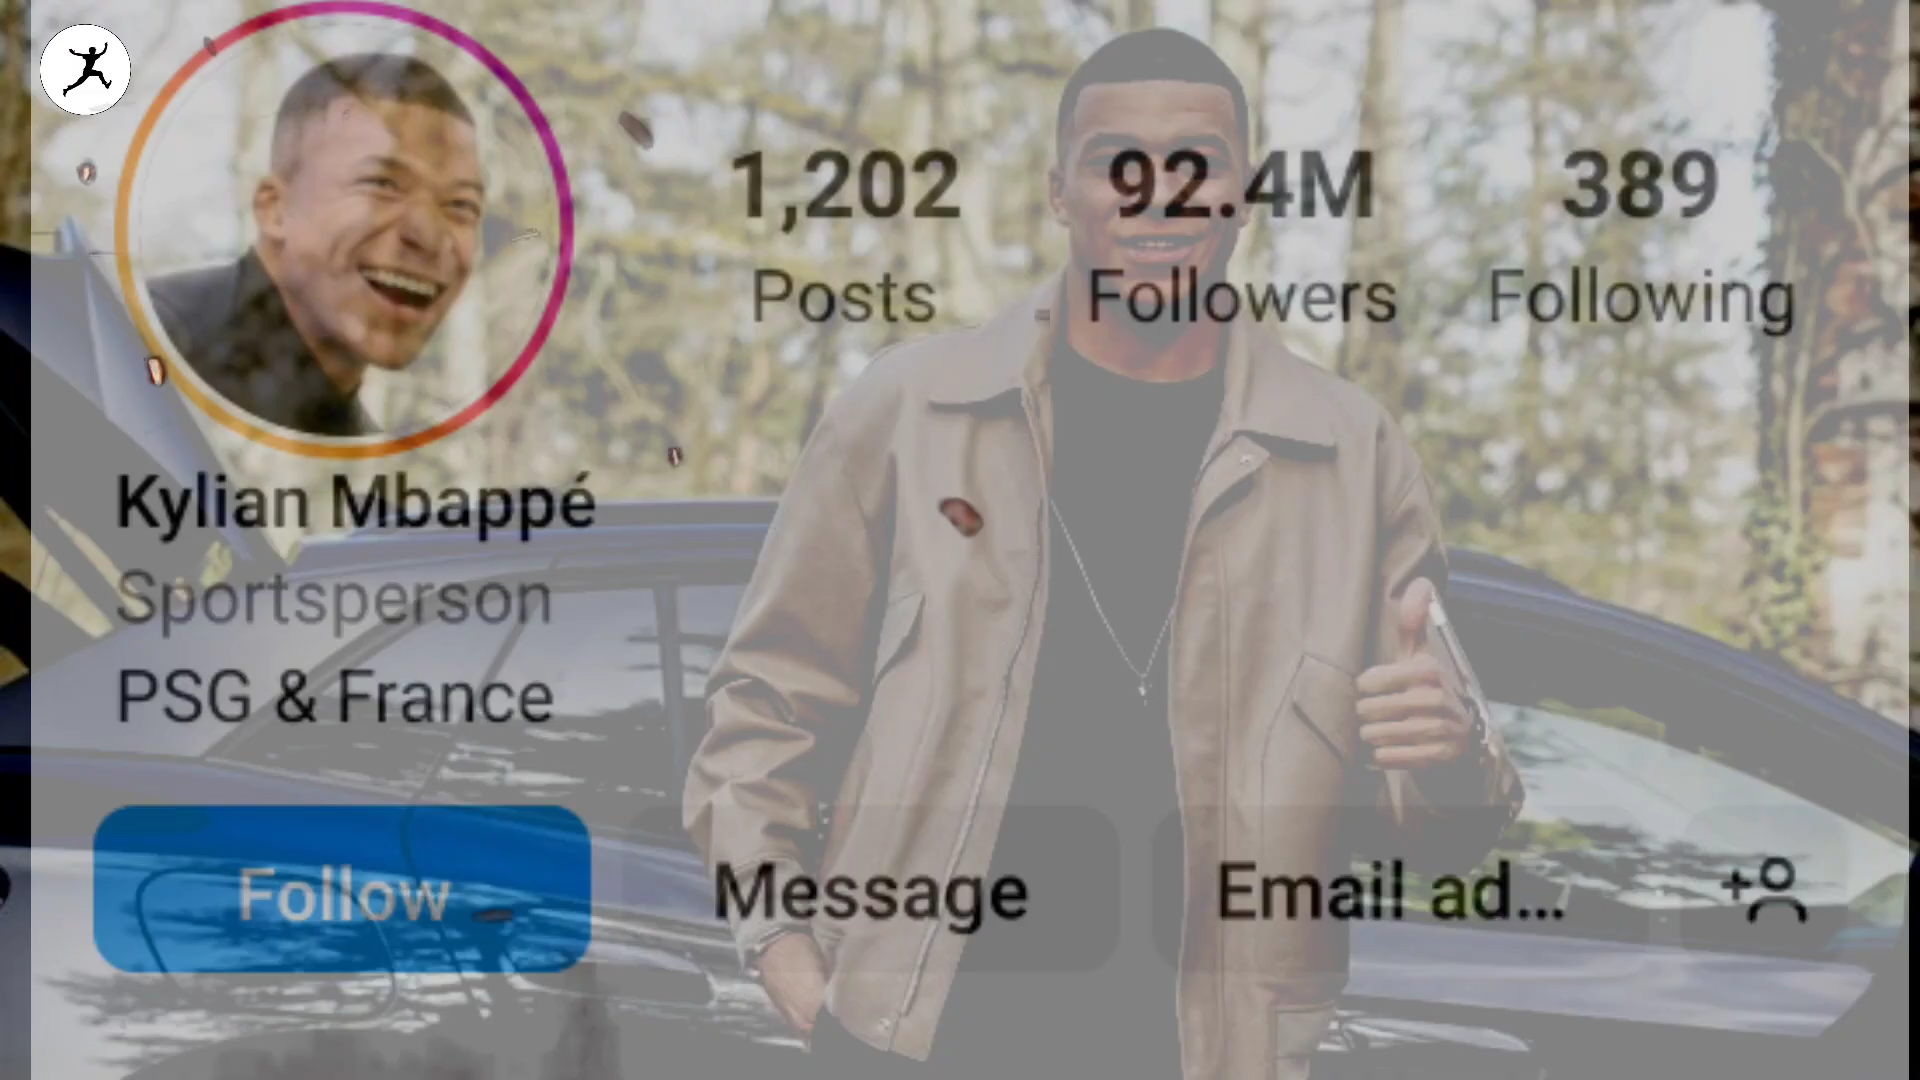 1,202 92.4M 389
Posts Followers Following
Kylian Mbappé
Sportsperson
PSG & France
Follow Message Email ad...